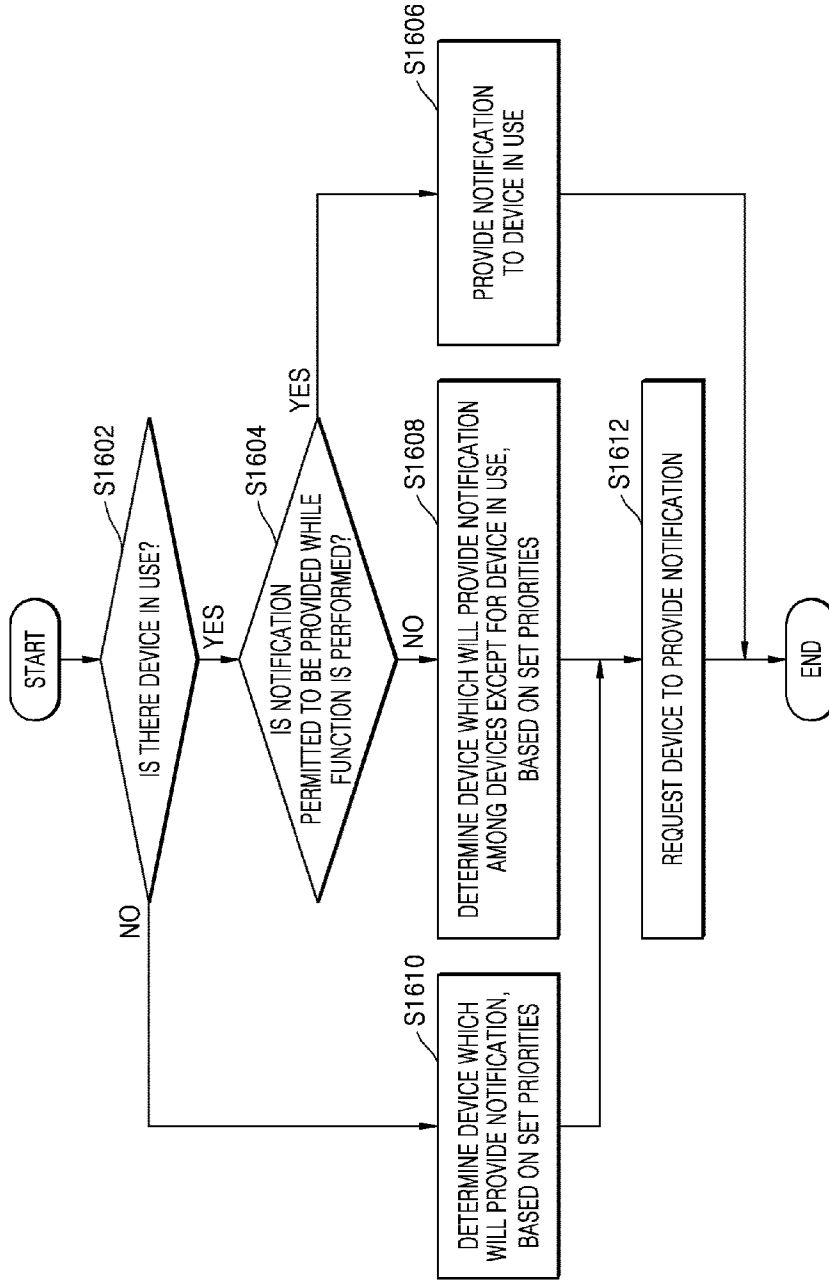 START
S1602
IS THERE DEVICE IN USE?
NO
YES
S1604
IS NOTIFICATION
PERMITTED TO BE PROVIDED WHILE
FUNCTION IS PERFORMED?
YES
NO
S1610
DETERMINE DEVICE WHICH
WILL PROVIDE NOTIFICATION,
BASED ON SET PRIORITIES
S1608
DETERMINE DEVICE WHICH WILL PROVIDE NOTIFICATION
AMONG DEVICES EXCEPT FOR DEVICE IN USE,
BASED ON SET PRIORITIES
S1606
PROVIDE NOTIFICATION
TO DEVICE IN USE
S1612
REQUEST DEVICE TO PROVIDE NOTIFICATION
END